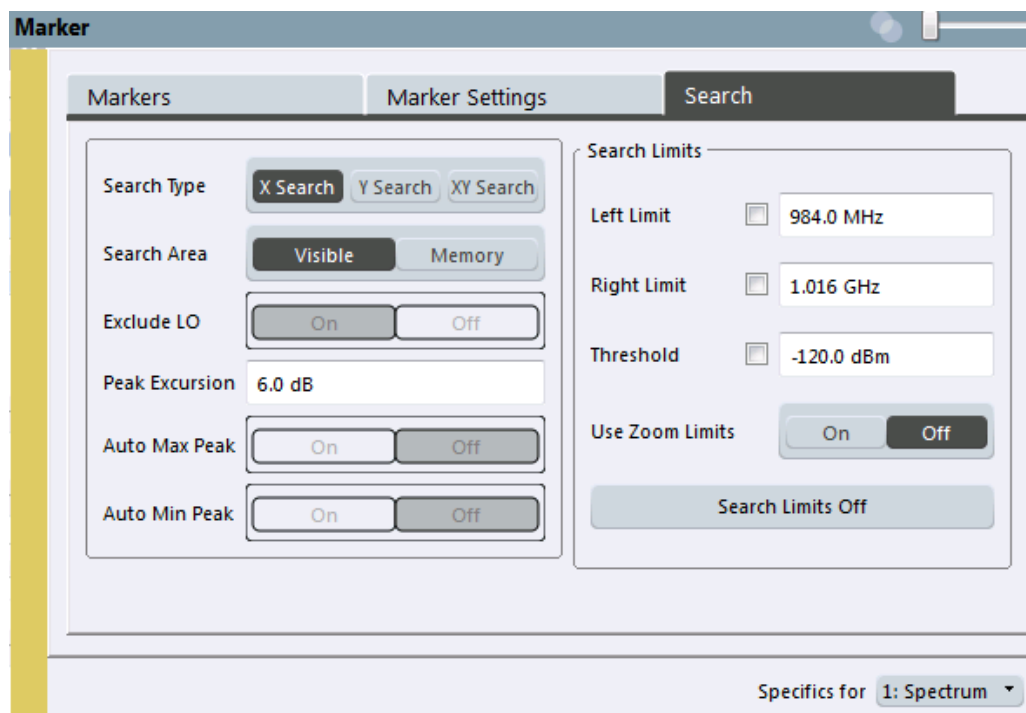 Marker
Markers
Marker Settings
Search
Search Type
X Search
Y Search
XY Search
Search Area
Visible
Memory
Exclude LO
On
Off
Peak Excursion
6.0 dB
Auto Max Peak
On
Off
Auto Min Peak
On
Off
Search Limits
Left Limit
984.0 MHz
Right Limit
1.016 GHz
Threshold
-120.0 dBm
Use Zoom Limits
On
Off
Search Limits Off
Specifics for
1: Spectrum